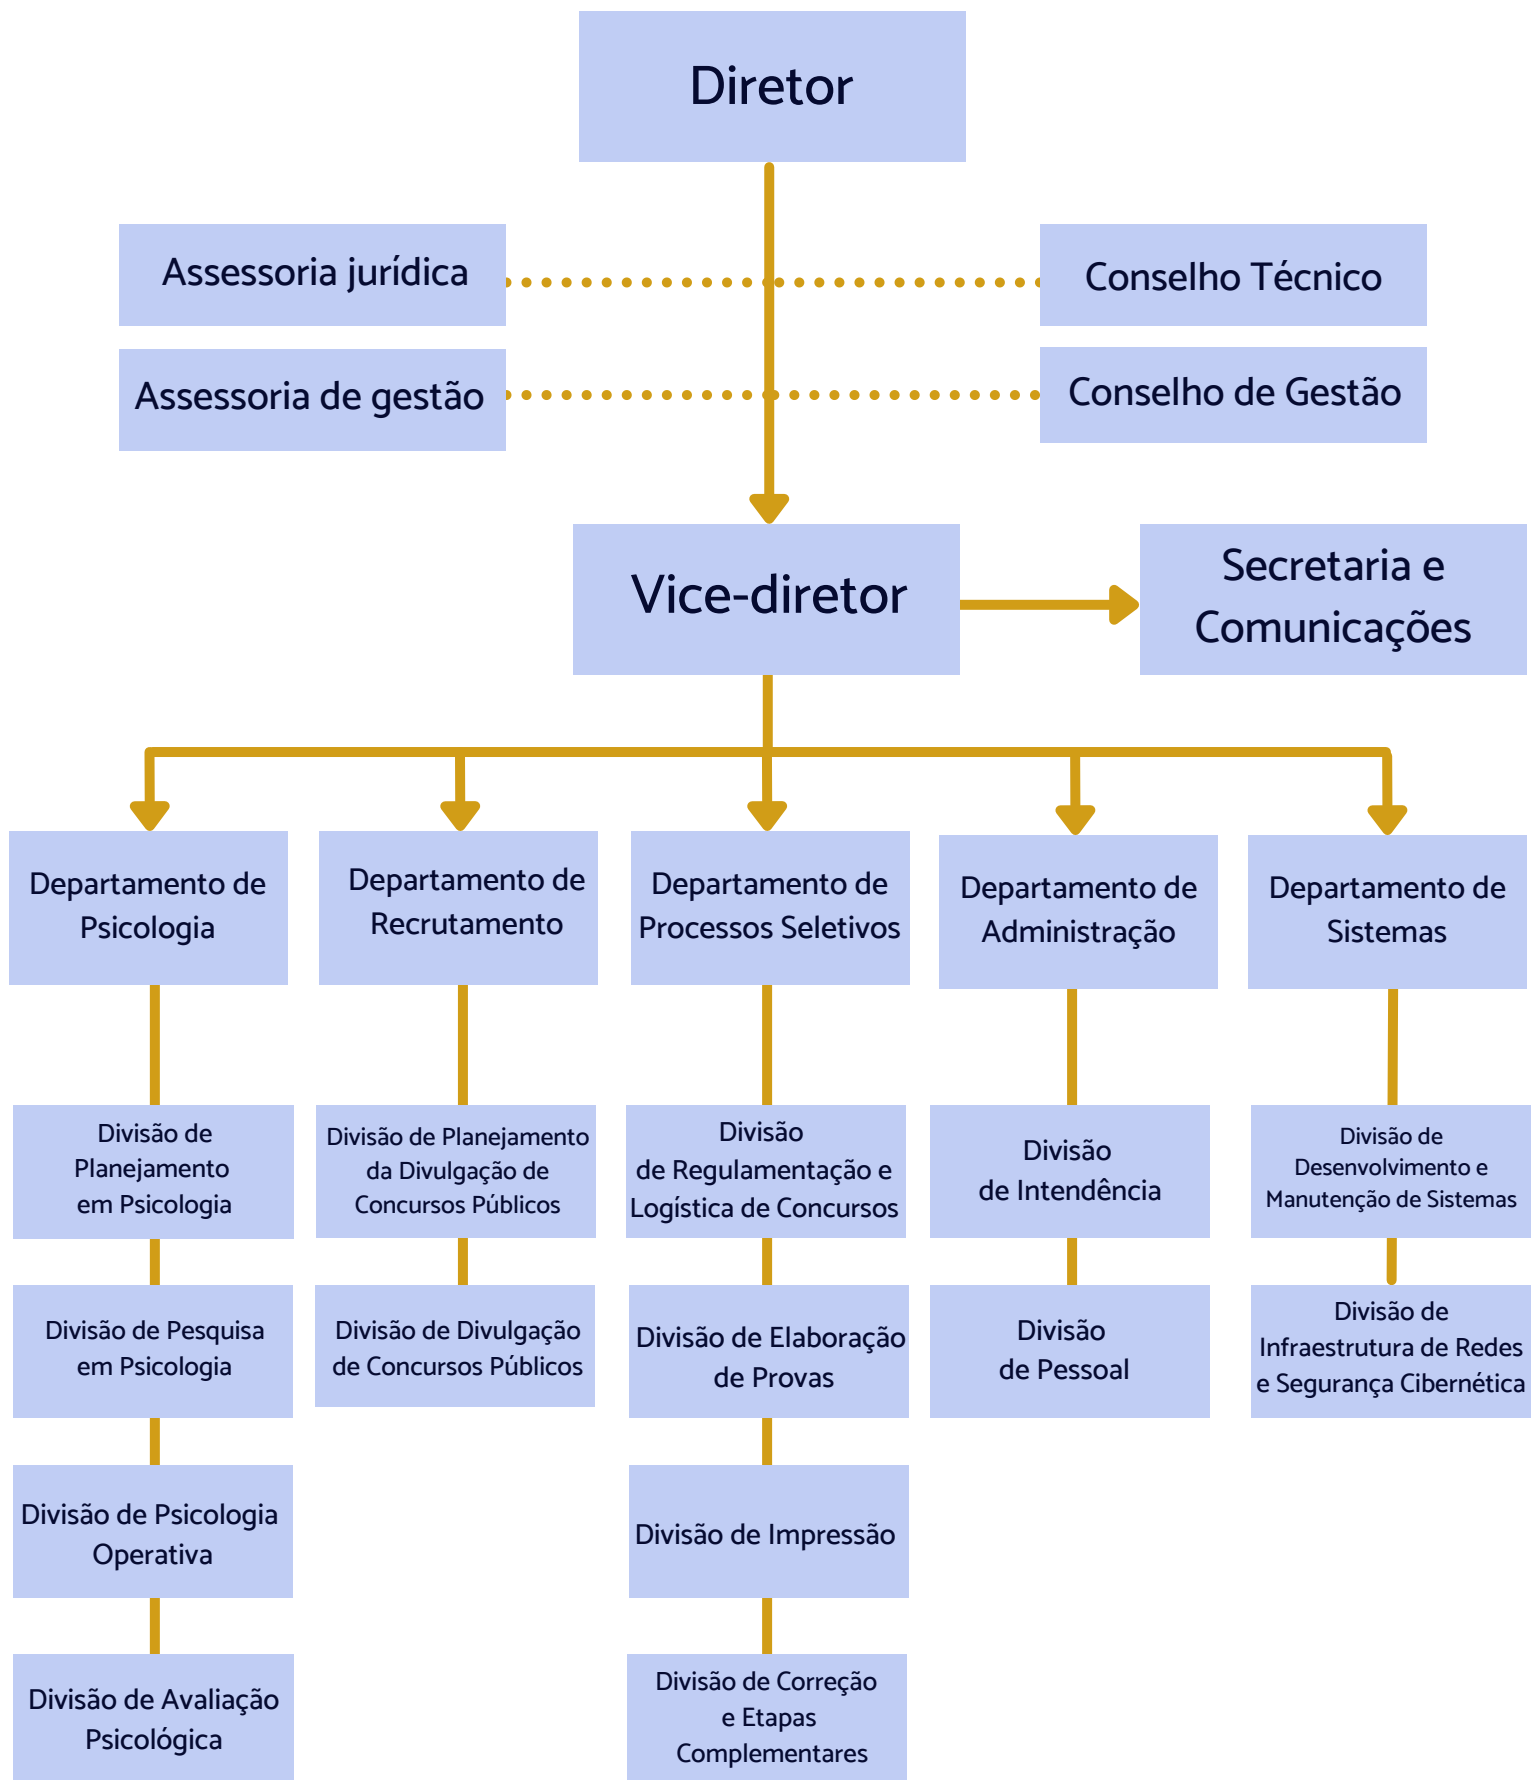 Diretor
Assessoria jurídica
Conselho Técnico
Assessoria de gestão
Conselho de Gestão
Vice-diretor
Secretaria e
Comunicações
Departamento de
Psicologia
Departamento de
Recrutamento
Departamento de
Processos Seletivos
Departamento de
Administração
Departamento de
Sistemas
Divisão de
Planejamento
em Psicologia
Divisão de Planejamento
da Divulgação de
Concursos Públicos
Divisão
de Regulamentação e
Logística de Concursos
Divisão
de Intendência
Divisão de
Desenvolvimento e
Manutenção de Sistemas
Divisão de Pesquisa
em Psicologia
Divisão de Divulgação
de Concursos Públicos
Divisão de Elaboração
de Provas
Divisão
de Pessoal
Divisão de
Infraestrutura de Redes
e Segurança Cibernética
Divisão de Psicologia
Operativa
Divisão de Impressão
Divisão de Avaliação
Psicológica
Divisão de Correção
e Etapas
Complementares